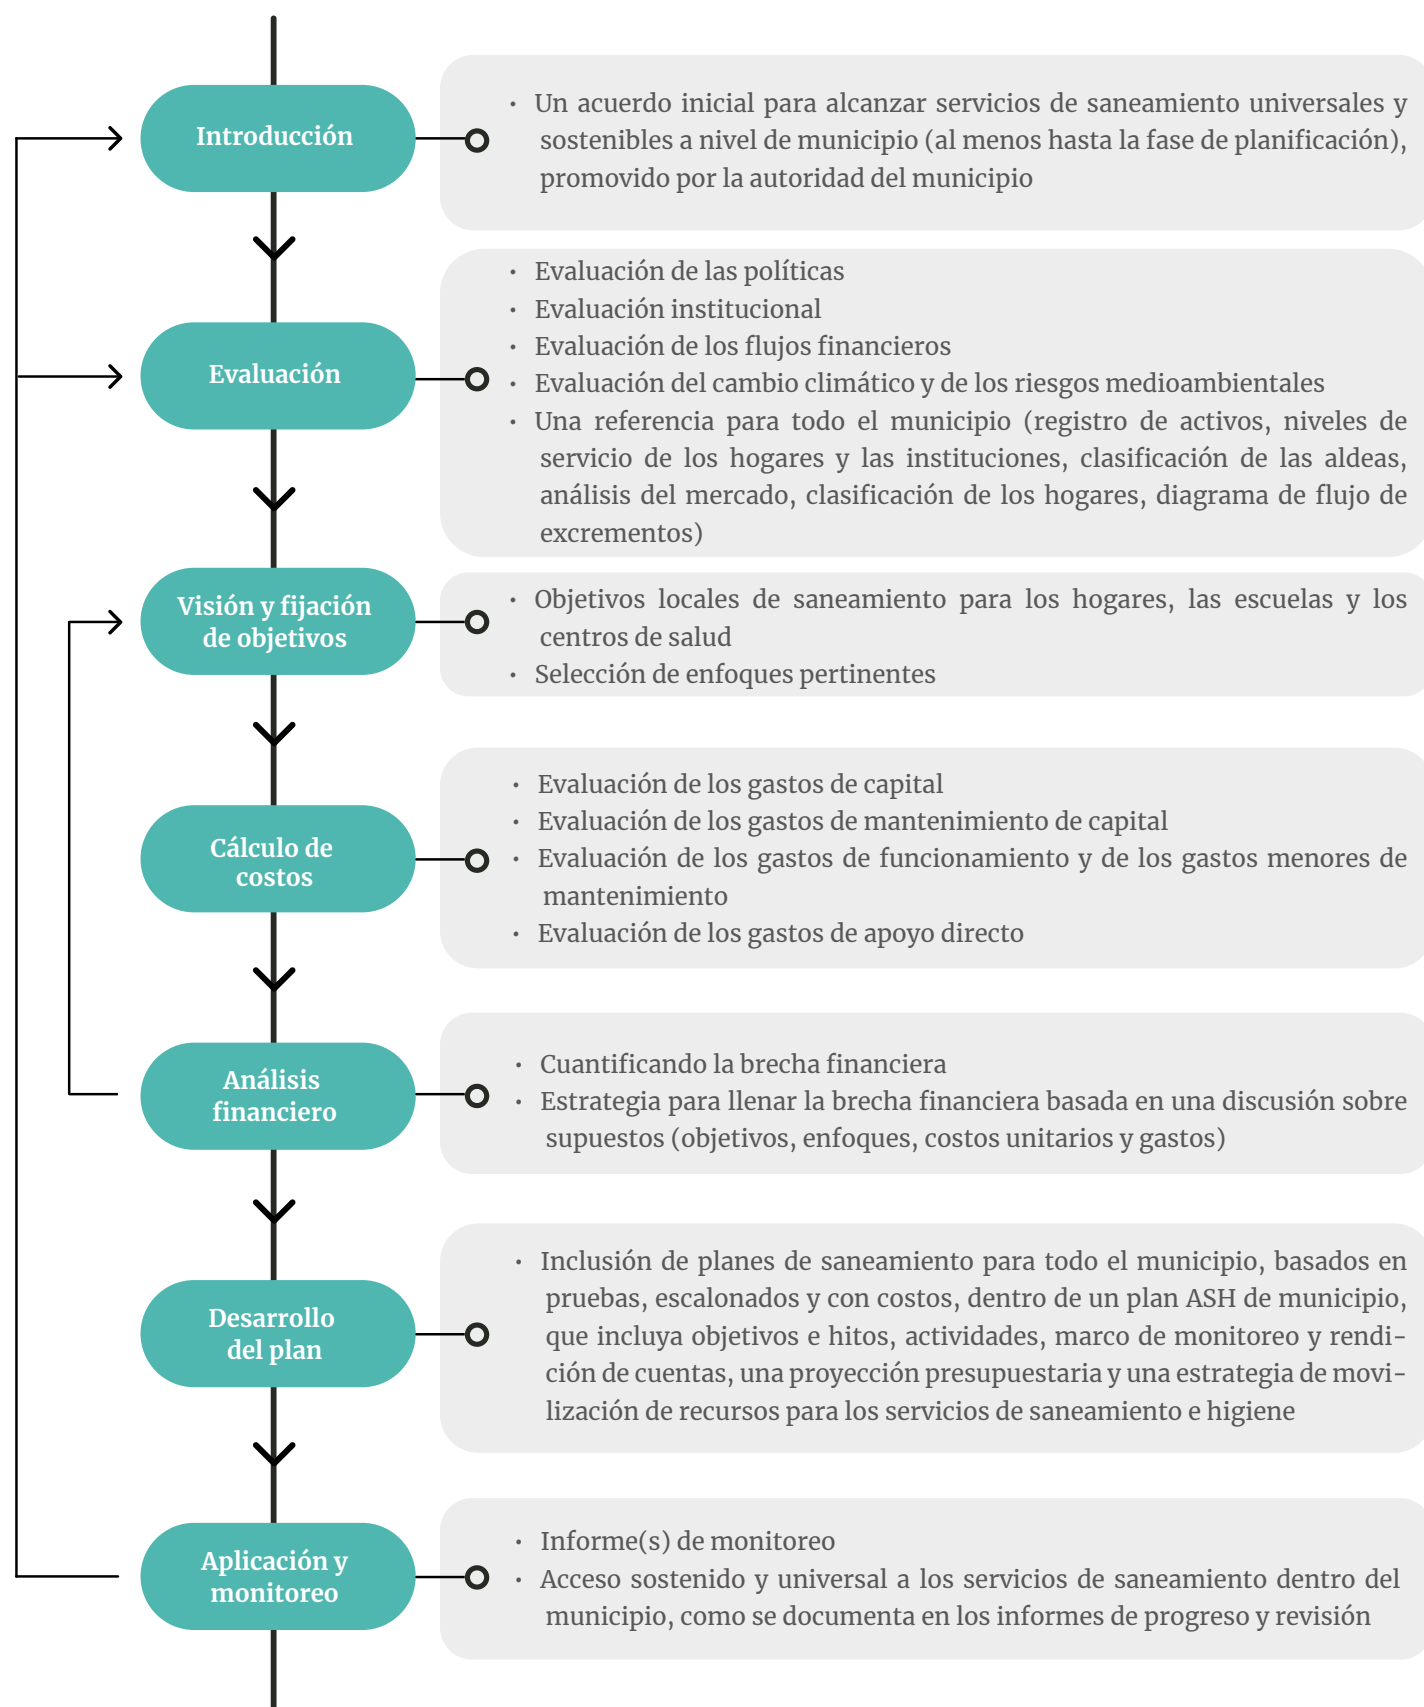 Introducción
· Un acuerdo inicial para alcanzar servicios de saneamiento universales y
sostenibles a nivel de municipio (al menos hasta la fase de planificación),
promovido por la autoridad del municipio
Evaluación
· Evaluación de las políticas
· Evaluación institucional
· Evaluación de los flujos financieros
· Evaluación del cambio climático y de los riesgos medioambientales
· Una referencia para todo el municipio (registro de activos, niveles de
servicio de los hogares y las instituciones, clasificación de las aldeas,
análisis del mercado, clasificación de los hogares, diagrama de flujo de
excrementos)
Visión y fijación
de objetivos
· Objetivos locales de saneamiento para los hogares, las escuelas y los
centros de salud
· Selección de enfoques pertinentes
Cálculo de
costos
· Evaluación de los gastos de capital
· Evaluación de los gastos de mantenimiento de capital
· Evaluación de los gastos de funcionamiento y de los gastos menores de
mantenimiento
· Evaluación de los gastos de apoyo directo
Análisis
financiero
· Cuantificando la brecha financiera
· Estrategia para llenar la brecha financiera basada en una discusión sobre
supuestos (objetivos, enfoques, costos unitarios y gastos)
Desarrollo
del plan
· Inclusión de planes de saneamiento para todo el municipio, basados en
pruebas, escalonados y con costos, dentro de un plan ASH de municipio,
que incluya objetivos e hitos, actividades, marco de monitoreo y rendi-
ción de cuentas, una proyección presupuestaria y una estrategia de movi-
lización de recursos para los servicios de saneamiento e higiene
Aplicación y
monitoreo
· Informe(s) de monitoreo
· Acceso sostenido y universal a los servicios de saneamiento dentro del
municipio, como se documenta en los informes de progreso y revisión